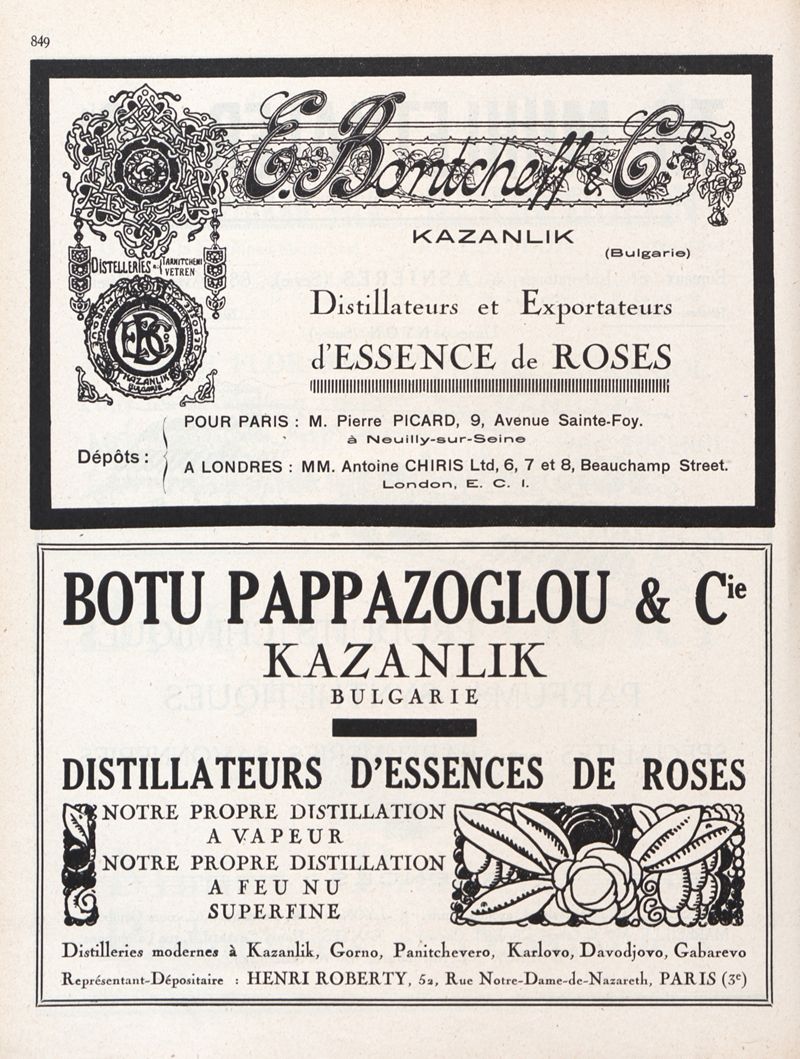 849
E. Bontcheff & Cº
KAZANLIK
(Bulgarie)
DISTILLERIES à
TARNITCHENI
VETREN
Distillateurs et Exportateurs
d'ESSENCE de ROSES
EBC
KAZANLIK
Dépôts :
POUR PARIS : M. Pierre PICARD, 9, Avenue Sainte-Foy.
à Neuilly-sur-Seine
A LONDRES : MM. Antoine CHIRIS Ltd, 6, 7 et 8, Beauchamp Street.
London, E. C. 1.
BOTU PAPPAZOGLOU & Cie
KAZANLIK
BULGARIE
DISTILLATEURS D'ESSENCES DE ROSES
NOTRE PROPRE DISTILLATION
A VAPEUR
NOTRE PROPRE DISTILLATION
A FEU NU
SUPERFINE
Distilleries modernes à Kazanlik, Gorno, Panitchevero, Karlovo, Davodjovo, Gabarevo
Représentant-Dépositaire : HENRI ROBERTY, 52, Rue Notre-Dame-de-Nazareth, PARIS (3e)